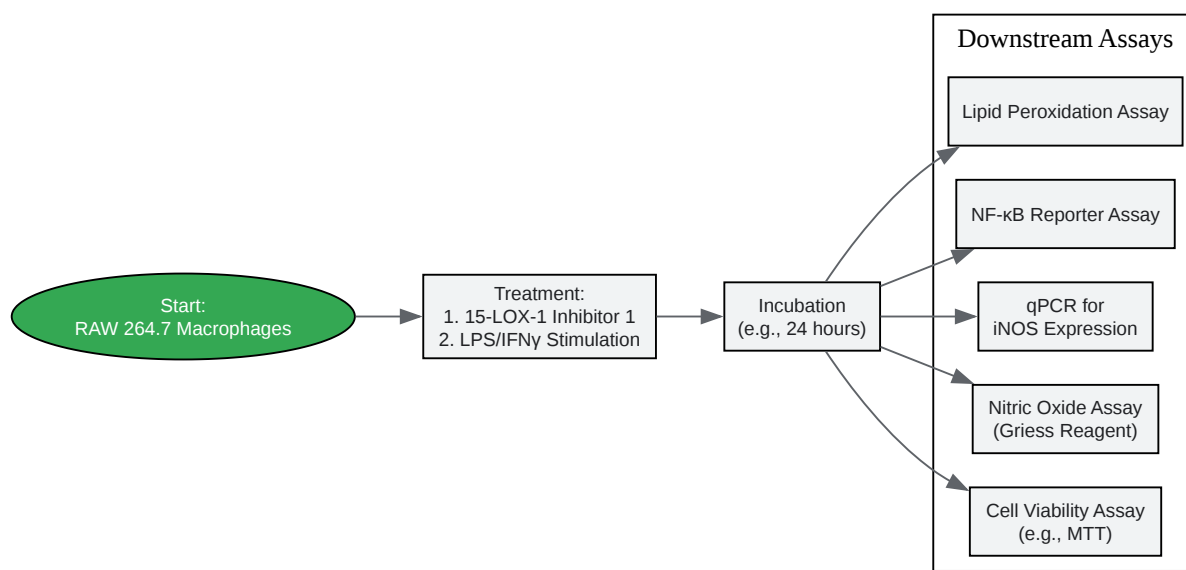 Start:
RAW 264.7 Macrophages
Treatment:
1. 15-LOX-1 Inhibitor 1
2. LPS/IFNγ Stimulation
Incubation
(e.g., 24 hours)
Downstream Assays
Lipid Peroxidation Assay
NF-κB Reporter Assay
qPCR for
iNOS Expression
Nitric Oxide Assay
(Griess Reagent)
Cell Viability Assay
(e.g., MTT)